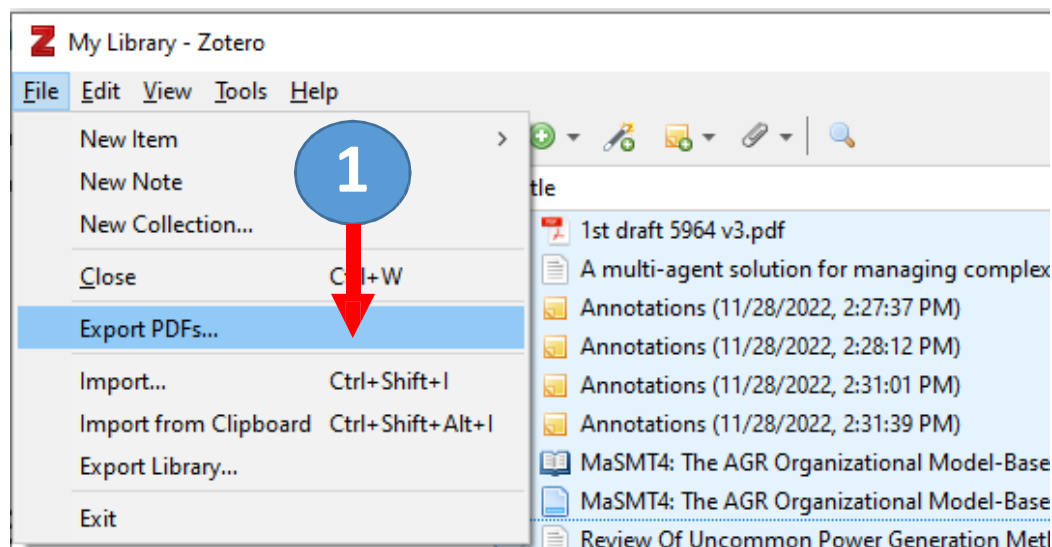 My Library - Zotero
File Edit View Tools Help
New Item
New Note
New Collection...
Close
Export PDFs...
Import... Ctrl+Shift+I
Import from Clipboard Ctrl+Shift+Alt+I
Export Library...
Exit
1
tle
1st draft 5964 v3.pdf
A multi-agent solution for managing complex
Annotations (11/28/2022, 2:27:37 PM)
Annotations (11/28/2022, 2:28:12 PM)
Annotations (11/28/2022, 2:31:01 PM)
Annotations (11/28/2022, 2:31:39 PM)
MaSMT4: The AGR Organizational Model-Base
MaSMT4: The AGR Organizational Model-Base
Review Of Uncommon Power Generation Met